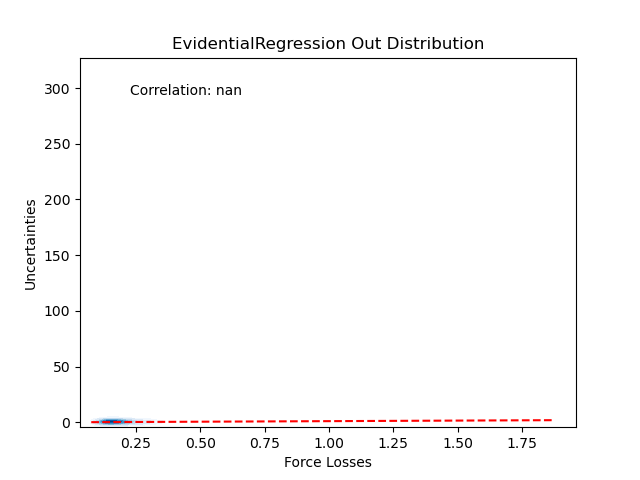 EvidentialRegression Out Distribution
Correlation: nan
300
250
200
150
100
50
0
Uncertainties
0.25 0.50 0.75 1.00 1.25 1.50 1.75
Force Losses